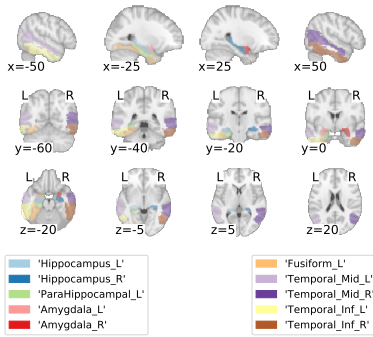 x=-50 x=-25 x=25 x=50
L R L R L R L R
y=-60 y=-40 y=-20 y=0
L R L R L R L R
z=-20 z=-5 z=5 z=20
'Hippocampus_L'
'Hippocampus_R'
'ParaHippocampal_L'
'Amygdala_L'
'Amygdala_R'
'Fusiform_L'
'Temporal_Mid_L'
'Temporal_Mid_R'
'Temporal_Inf_L'
'Temporal_Inf_R'